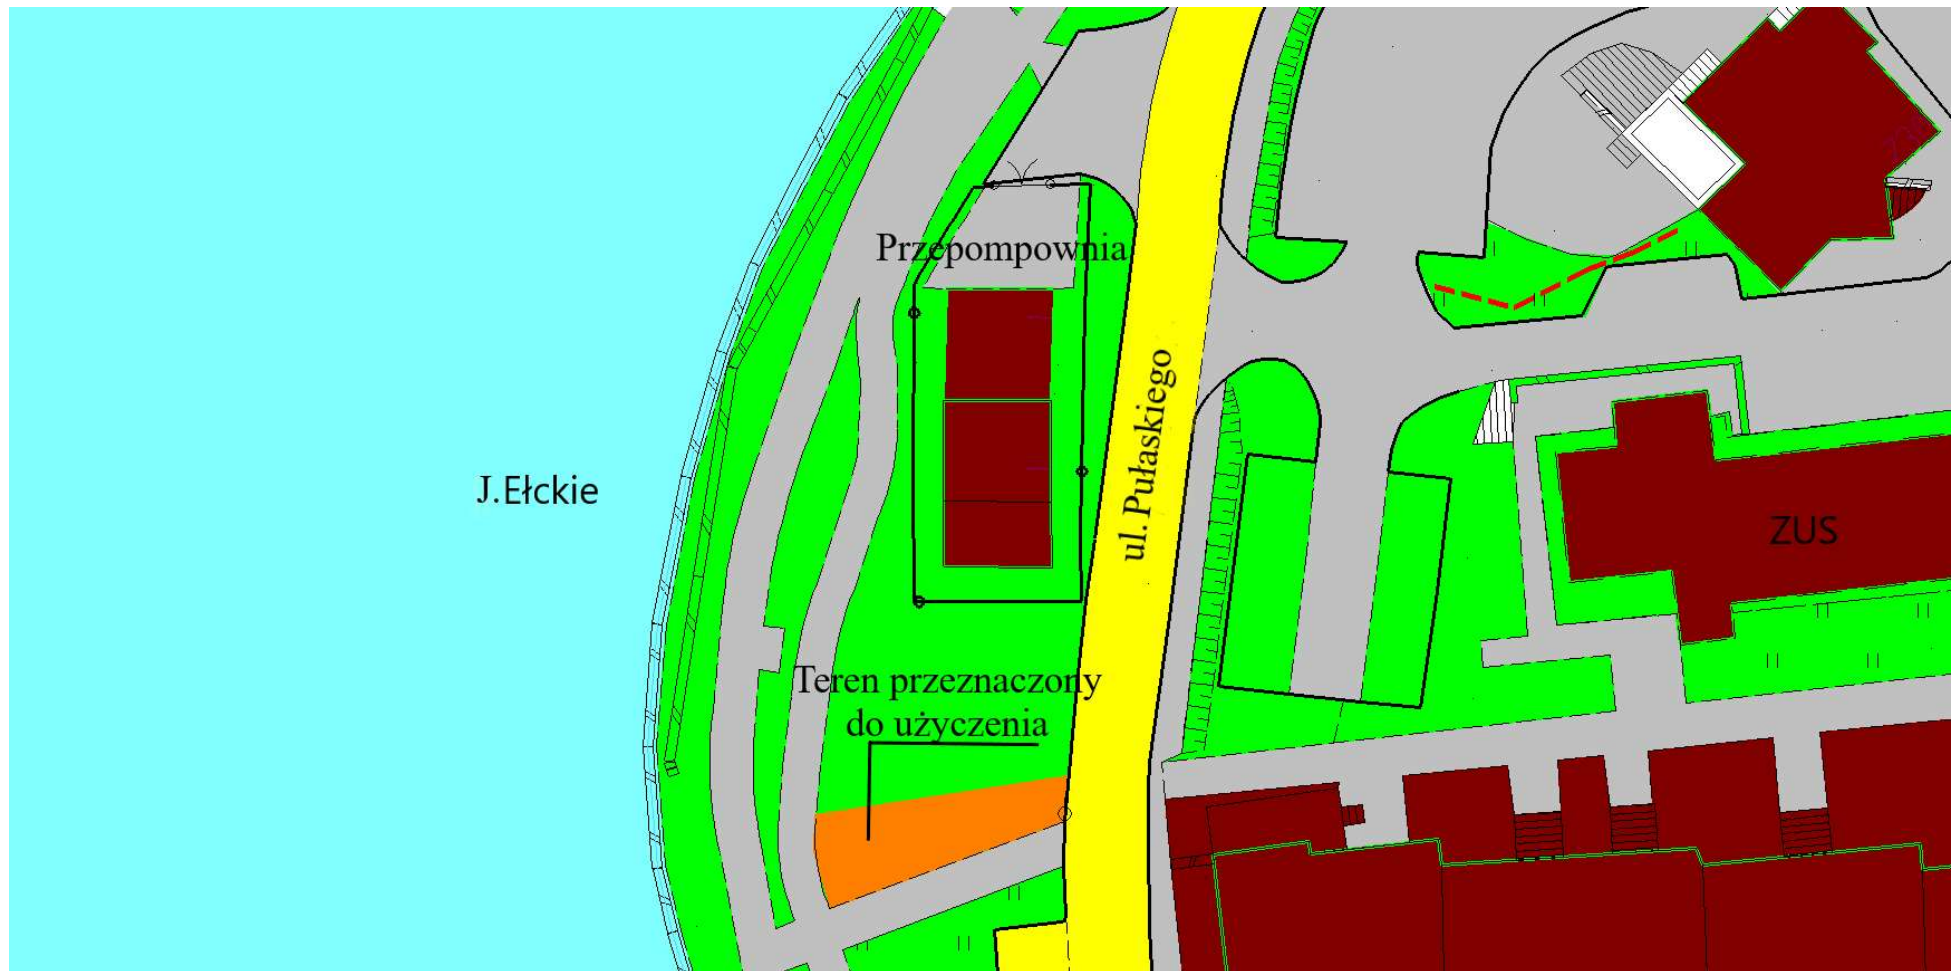 Przepompownia
ul.Pułaskiego
J.Ełckie
ZUS
Teren przeznaczony
do użyczenia